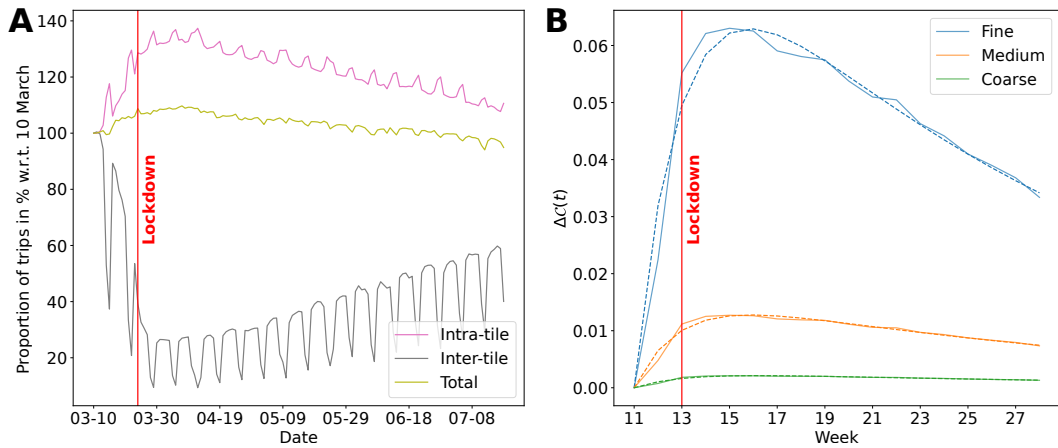 A
Proportion of trips in % w.r.t. 10 March
140
120
100
80
60
40
20
Lockdown
Intra-tile
Inter-tile
Total
03-10 03-30 04-19 05-09 05-29 06-18 07-08
Date
B
Δc(t)
0.06
0.05
0.04
0.03
0.02
0.01
0.00
Lockdown
Fine
Medium
Coarse
11 13 15 17 19 21 23 25 27
Week